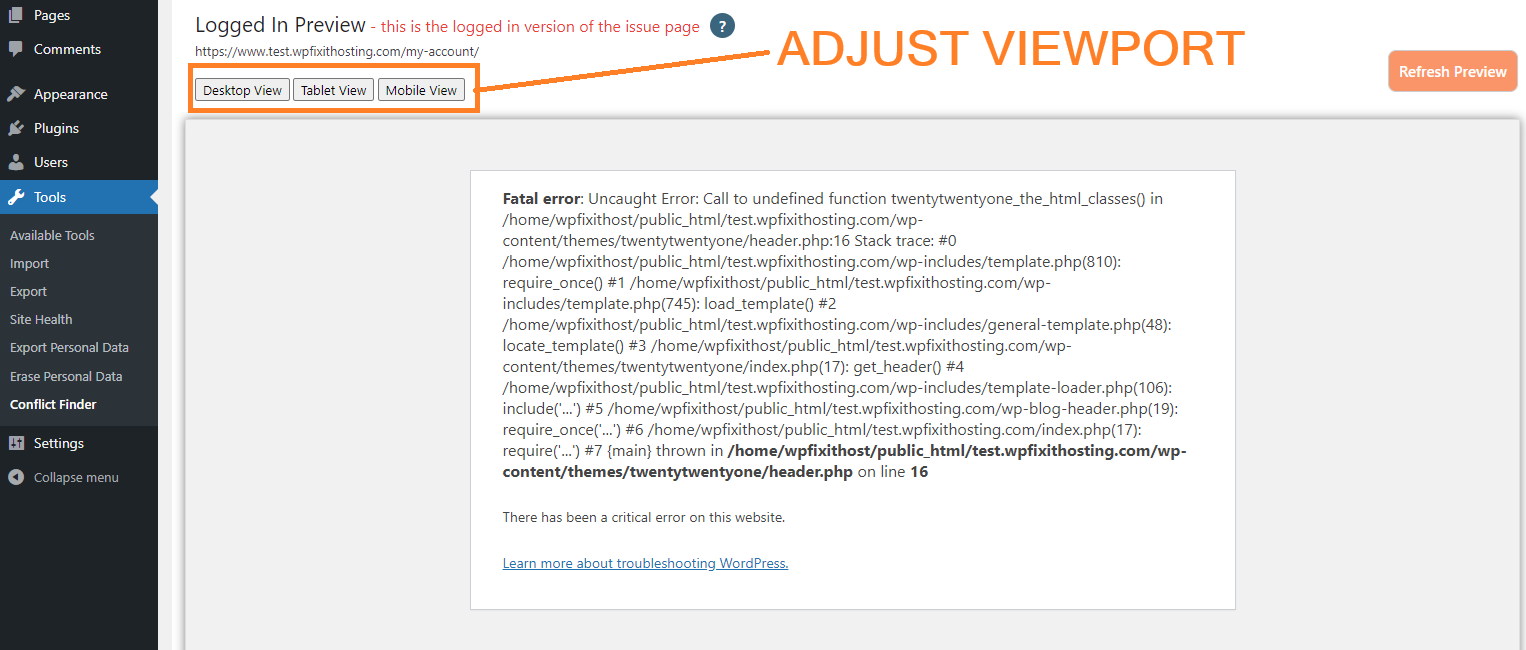 Pages
Comments
Appearance
Plugins
Users
Tools
Available Tools
Import
Export
Site Health
Export Personal Data
Erase Personal Data
Conflict Finder
Settings
Collapse menu
Logged In Preview - this is the logged in version of the issue page ?
https://www.test.wpfixithosting.com/my-account/
Desktop View Tablet View Mobile View
ADJUST VIEWPORT
Refresh Preview
Fatal error: Uncaught Error: Call to undefined function twentytwentyone_the_html_classes() in
/home/wpfixithost/public_html/test.wpfixithosting.com/wp-
content/themes/twentytwentyone/header.php:16 Stack trace: #0
/home/wpfixithost/public_html/test.wpfixithosting.com/wp-includes/template.php(810):
require_once() #1 /home/wpfixithost/public_html/test.wpfixithosting.com/wp-
includes/template.php(745): load_template() #2
/home/wpfixithost/public_html/test.wpfixithosting.com/wp-includes/general-template.php(48):
locate_template() #3 /home/wpfixithost/public_html/test.wpfixithosting.com/wp-
content/themes/twentytwentyone/index.php(17): get_header() #4
/home/wpfixithost/public_html/test.wpfixithosting.com/wp-includes/template-loader.php(106):
include('...') #5 /home/wpfixithost/public_html/test.wpfixithosting.com/wp-blog-header.php(19):
require_once('...') #6 /home/wpfixithost/public_html/test.wpfixithosting.com/index.php(17):
require('...') #7 {main} thrown in /home/wpfixithost/public_html/test.wpfixithosting.com/wp-
content/themes/twentytwentyone/header.php on line 16
There has been a critical error on this website.
Learn more about troubleshooting WordPress.